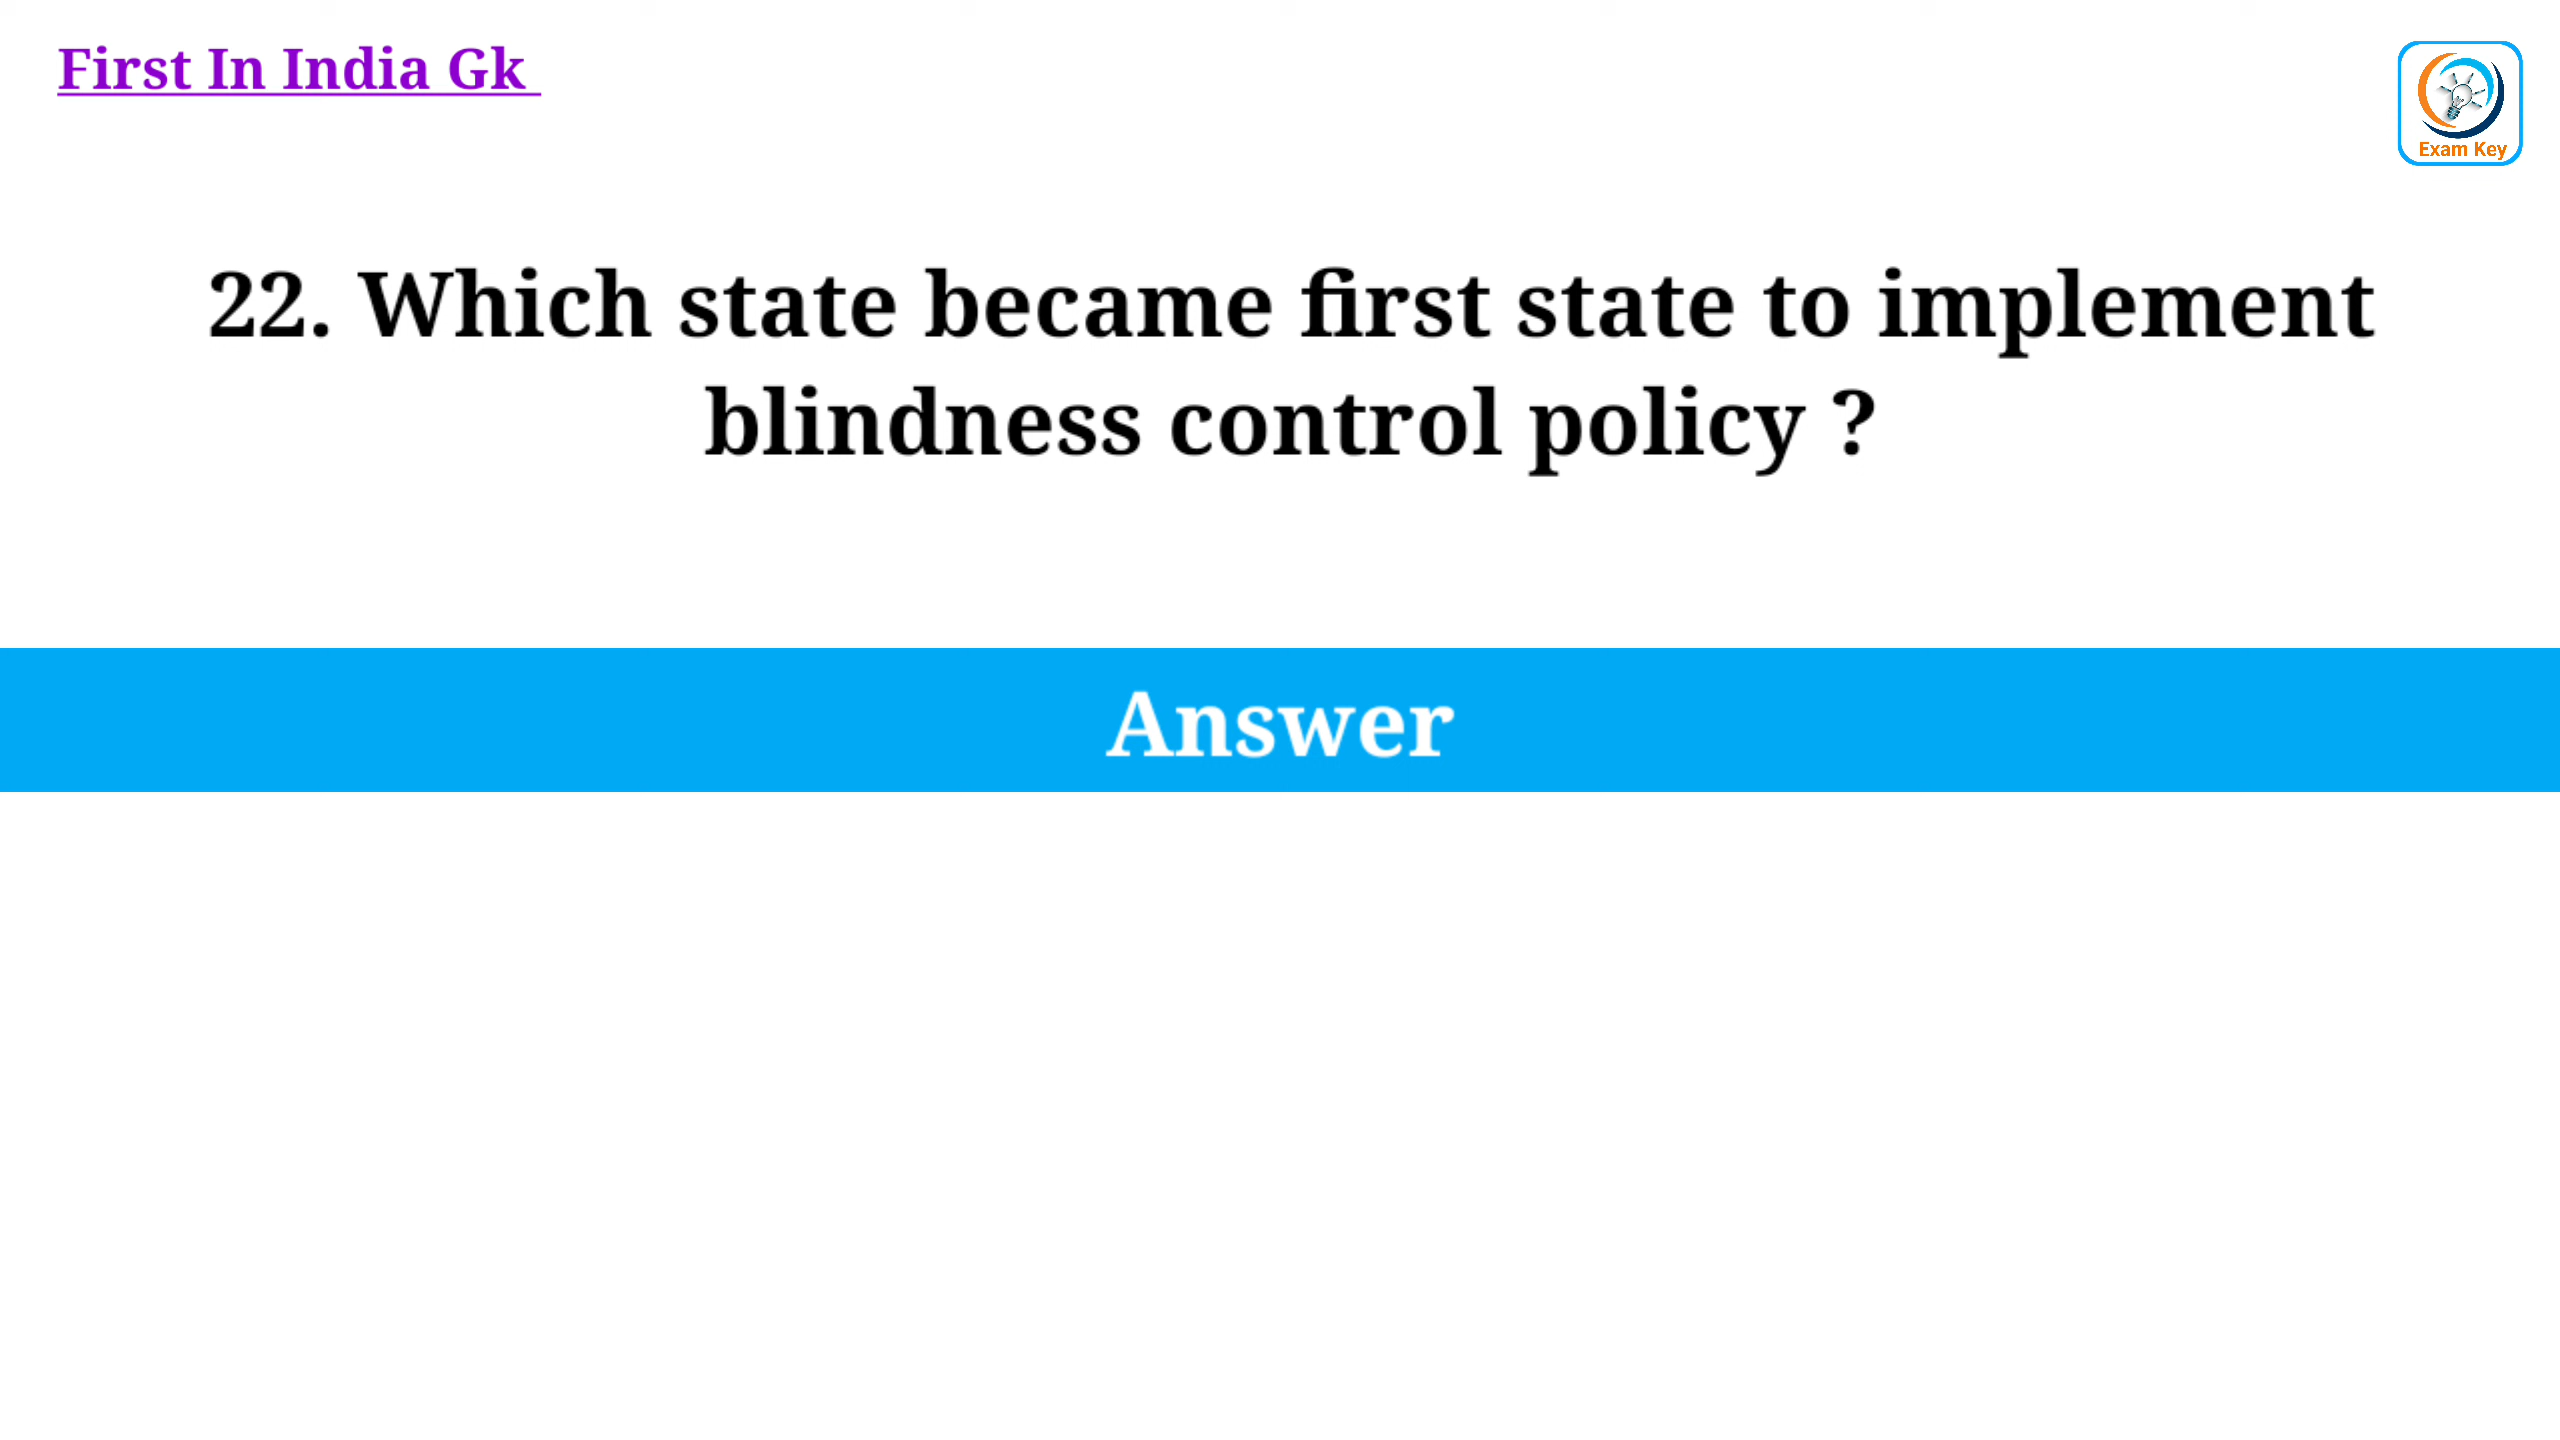 First In India Gk
Exam Key
22. Which state became first state to implement
blindness control policy ?
Answer